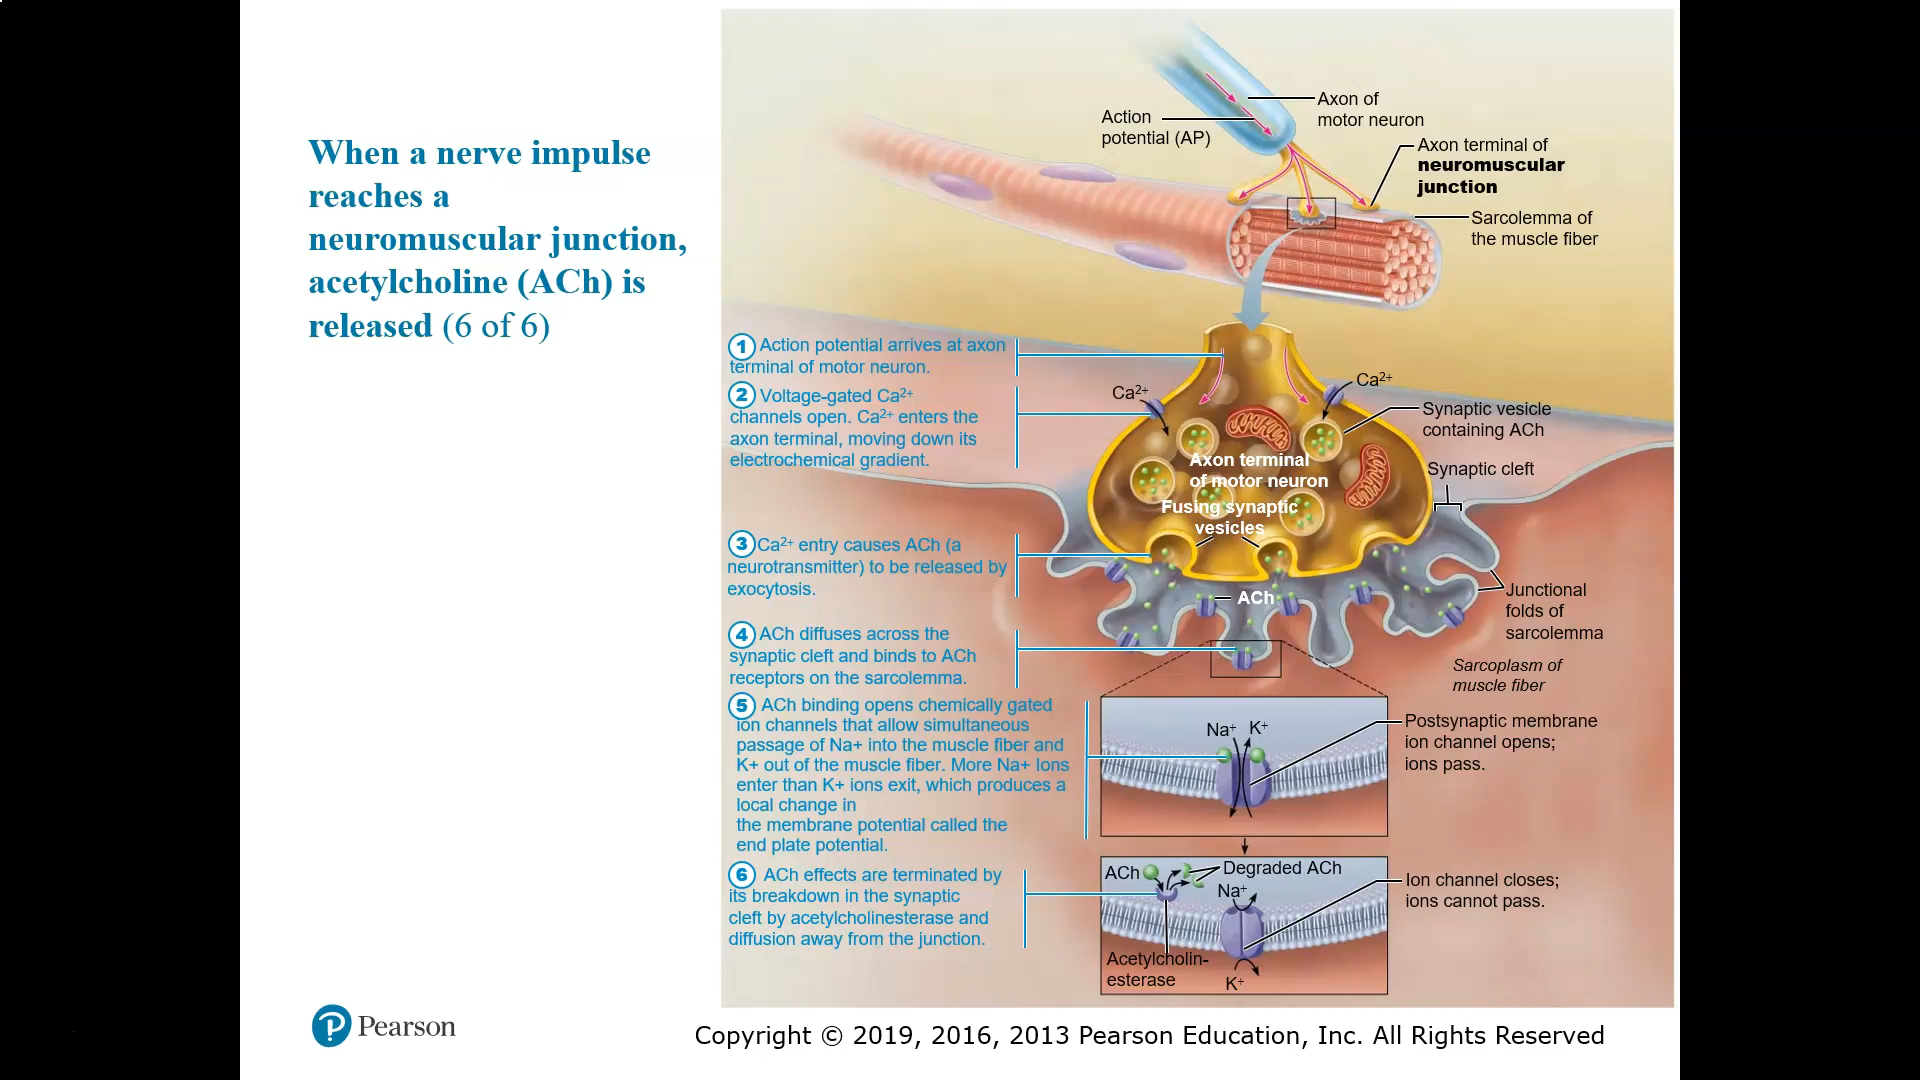 When a nerve impulse
reaches a
neuromuscular junction,
acetylcholine (ACh) is
released (6 of 6)
Action
potential (AP)
Axon of
motor neuron
Axon terminal of
neuromuscular
junction
Sarcolemma of
the muscle fiber
1 Action potential arrives at axon
terminal of motor neuron.
2 Voltage-gated Ca²⁺
channels open. Ca²⁺ enters the
axon terminal, moving down its
electrochemical gradient.
Ca²⁺
Ca²⁺
Synaptic vesicle
containing ACh
Axon terminal
of motor neuron
Fusing synaptic
vesicles
Synaptic cleft
3 Ca²⁺ entry causes ACh (a
neurotransmitter) to be released by
exocytosis.
ACh
Junctional
folds of
sarcolemma
Sarcoplasm of
muscle fiber
4 ACh diffuses across the
synaptic cleft and binds to ACh
receptors on the sarcolemma.
5 ACh binding opens chemically gated
ion channels that allow simultaneous
passage of Na+ into the muscle fiber and
K+ out of the muscle fiber. More Na+ Ions
enter than K+ ions exit, which produces a
local change in
the membrane potential called the
end plate potential.
Na⁺ K⁺
Postsynaptic membrane
ion channel opens;
ions pass.
6 ACh effects are terminated by
its breakdown in the synaptic
cleft by acetylcholinesterase and
diffusion away from the junction.
ACh
Degraded ACh
Na⁺
Ion channel closes;
ions cannot pass.
Acetylcholin-
esterase
K⁺
Pearson
Copyright © 2019, 2016, 2013 Pearson Education, Inc. All Rights Reserved